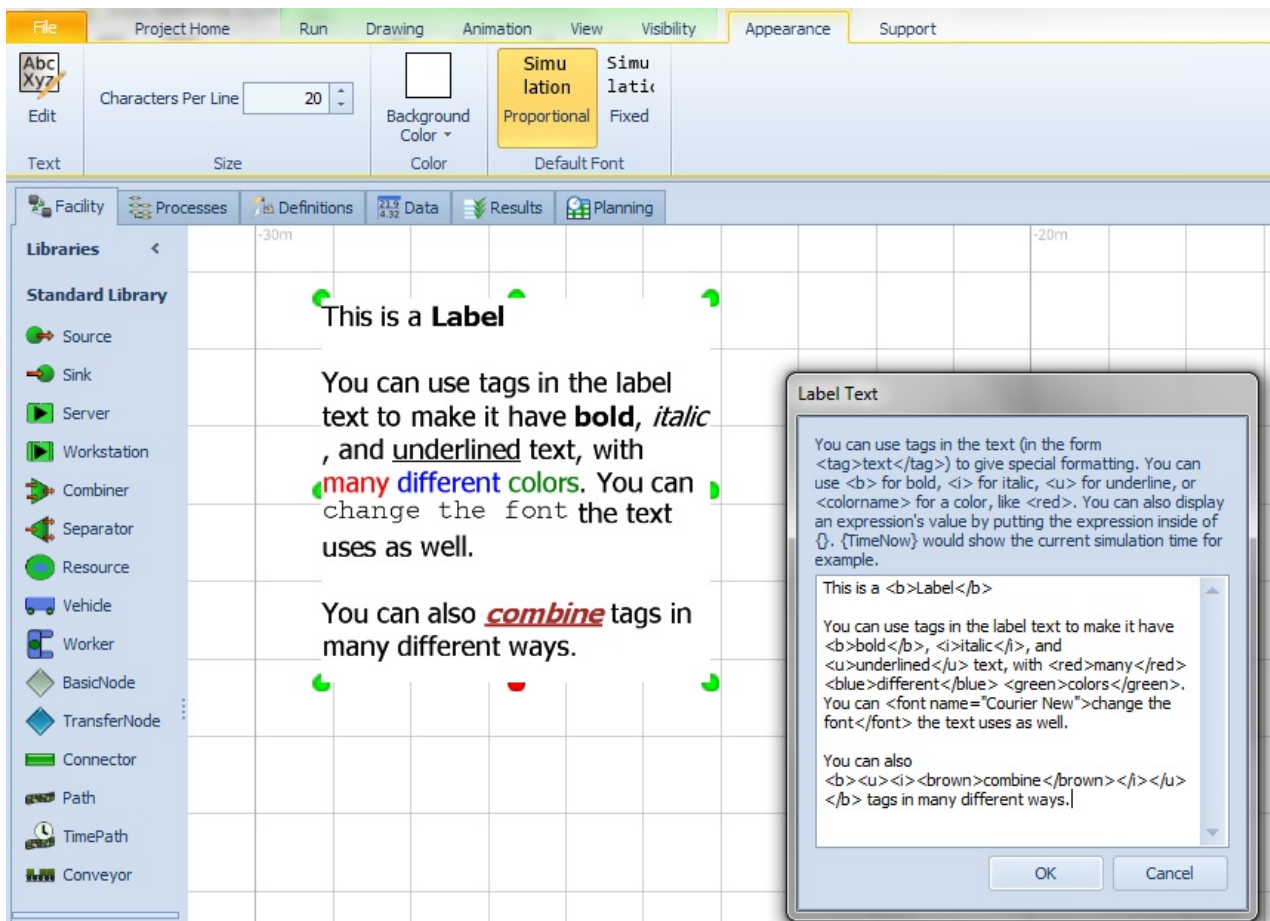 File Project Home Run Drawing Animation View Visibility Appearance Support
Abc
Xyz
Edit
Text
Characters Per Line 20
Size
Background
Color
Color
Simu
lation
Proportional
Simu
Fixed
Default Font
Facility Processes Definitions Data Results Planning
Libraries
Standard Library
Source
Sink
Server
Workstation
Combiner
Separator
Resource
Vehicle
Worker
BasicNode
TransferNode
Connector
Path
TimePath
Conveyor
-30m
-20m
This is a Label
You can use tags in the label
text to make it have bold, italic
, and underlined text, with
many different colors. You can
change the font the text
uses as well.
You can also combine tags in
many different ways.
Label Text
You can use tags in the text (in the form
<tag>text</tag>) to give special formatting. You can
use <b> for bold, <i> for italic, <u> for underline, or
<colorname> for a color, like <red>. You can also display
an expression's value by putting the expression inside of
{}. {TimeNow} would show the current simulation time for
example.
This is a <b>Label</b>
You can use tags in the label text to make it have
<b>bold</b>, <i>italic</i>, and
<u>underlined</u> text, with <red>many</red>
<blue>different</blue> <green>colors</green>.
You can <font name="Courier New">change the
font</font> the text uses as well.
You can also
<b><u><i><brown>combine</brown></i></u>
</b> tags in many different ways.
OK Cancel